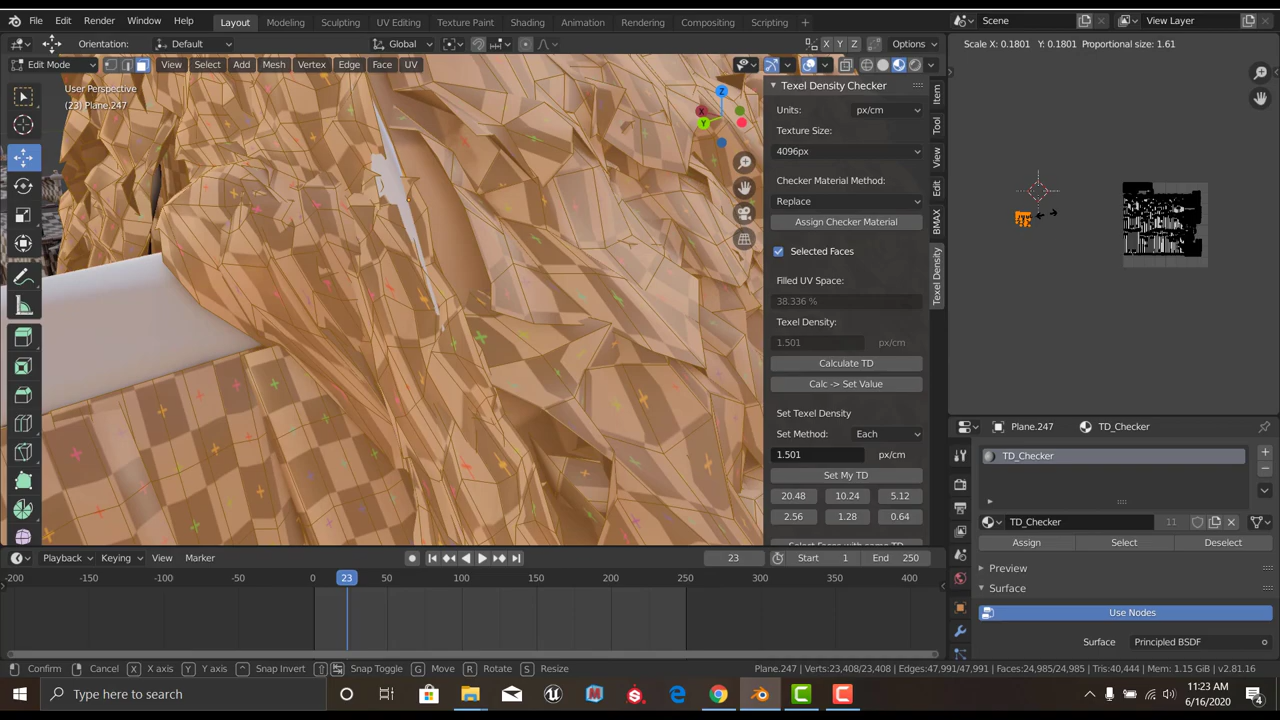 File Edit Render Window Help Layout Modeling Sculpting UV Editing Texture Paint Shading Animation Rendering Compositing Scripting + Scene View Layer
Orientation: Default Global X Y Z Options Scale X: 0.1801 Y: 0.1801 Proportional size: 1.61
Edit Mode View Select Add Mesh Vertex Edge Face UV
User Perspective
(23) Plane.247
Z
X
Y
Texel Density Checker
Units: px/cm
Texture Size:
4096px
Checker Material Method:
Replace
Assign Checker Material
Selected Faces
Filled UV Space:
38.336 %
Texel Density:
1.501 px/cm
Calculate TD
Calc -> Set Value
Set Texel Density
Set Method: Each
1.501 px/cm
Set My TD
20.48 10.24 5.12
2.56 1.28 0.64
Item
Tool
View
Edit
BMAX
Texel Density
Plane.247 TD_Checker
TD_Checker
TD_Checker 11
Assign Select Deselect
Preview
Surface
Use Nodes
Surface Principled BSDF
Playback Keying View Marker 23 Start 1 End 250
-200 -150 -100 -50 0 23 50 100 150 200 250 300 350 400
Confirm Cancel X X axis Y Y axis Snap Invert Snap Toggle G Move R Rotate S Resize Plane.247 | Verts:23,408/23,408 | Edges:47,991/47,991 | Faces:24,985/24,985 | Tris:40,444 | Mem: 1.15 GiB | v2.81.16
Type here to search
11:23 AM
6/16/2020
4